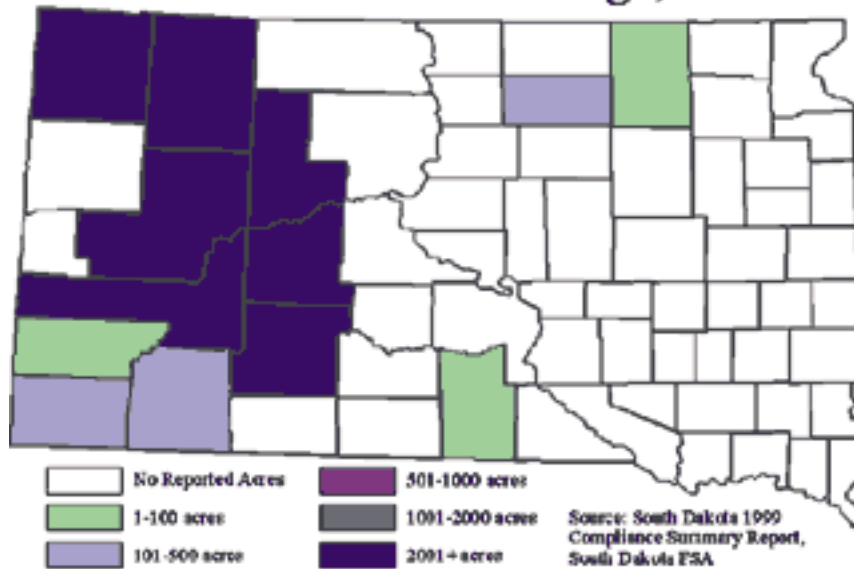 No Reported Acres
1-100 acres
101-500 acres
501-1000 acres
1001-2000 acres
2001+ acres
Source: South Dakota 1999
Compliance Summary Report,
South Dakota FSA